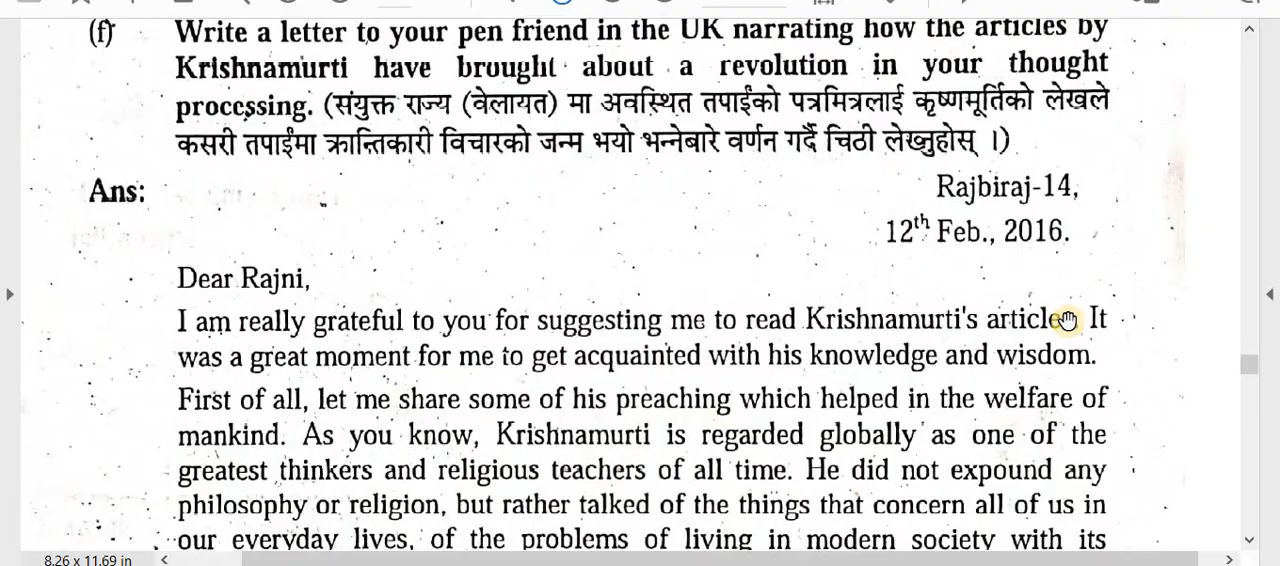 (f) Write a letter to your pen friend in the UK narrating how the articles by
Krishnamurti have brought about a revolution in your thought
processing. (संयुक्त राज्य (वेलायत) मा अवस्थित तपाईंको पत्रमित्रलाई कृष्णमूर्तिको लेखले
कसरी तपाईंमा क्रान्तिकारी विचारको जन्म भयो भन्नेबारे वर्णन गर्दै चिठी लेख्नुहोस् ।)
Ans: Rajbiraj-14,
12th Feb., 2016.
Dear Rajni,
I am really grateful to you for suggesting me to read Krishnamurti's article It
was a great moment for me to get acquainted with his knowledge and wisdom.
First of all, let me share some of his preaching which helped in the welfare of
mankind. As you know, Krishnamurti is regarded globally as one of the
greatest thinkers and religious teachers of all time. He did not expound any
philosophy or religion, but rather talked of the things that concern all of us in
our everyday lives, of the problems of living in modern society with its
8.26 x 11.69 in